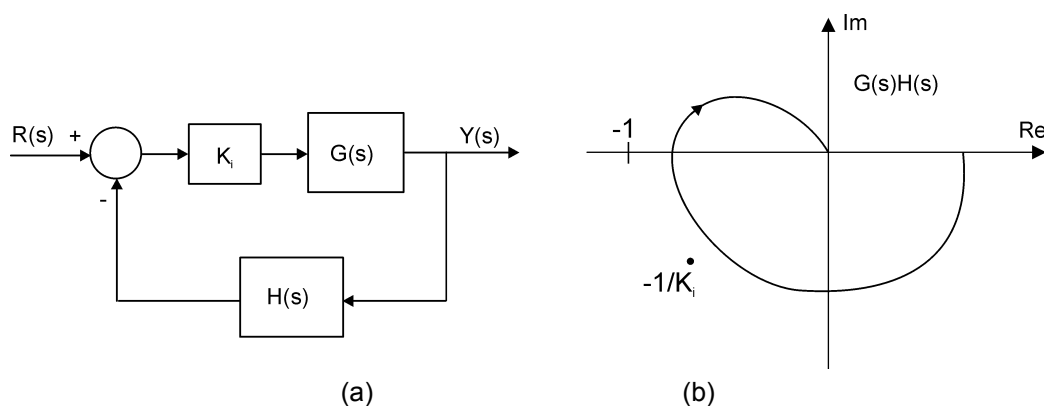 R(s)
+
-
K_i
G(s)
Y(s)
H(s)
(a)
Im
G(s)H(s)
-1
Re
-1/K_i
(b)